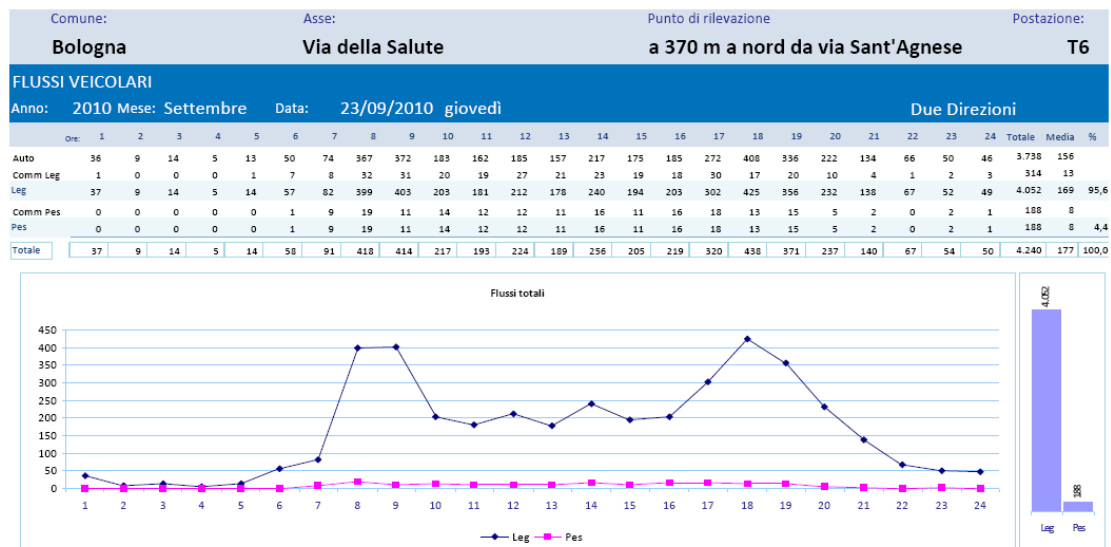 Comune: Asse: Punto di rilevazione Postazione:
Bologna Via della Salute a 370 m a nord da via Sant'Agnese T6
FLUSSI VEICOLARI
Anno: 2010 Mese: Settembre Data: 23/09/2010 giovedì Due Direzioni
Ore: 1 2 3 4 5 6 7 8 9 10 11 12 13 14 15 16 17 18 19 20 21 22 23 24 Totale Media %
Auto 36 9 14 5 13 50 74 367 372 183 162 185 157 217 175 185 272 408 336 222 134 66 50 46 3.738 156
Comm Leg 1 0 0 0 1 7 8 32 31 20 19 27 21 23 19 18 30 17 20 10 4 1 2 3 314 13
Leg 37 9 14 5 14 57 82 399 403 203 181 212 178 240 194 203 302 425 356 232 138 67 52 49 4.052 169 95,6
Comm Pes 0 0 0 0 0 1 9 19 11 14 12 12 11 16 11 16 18 13 15 5 2 0 2 1 188 8
Pes 0 0 0 0 0 1 9 19 11 14 12 12 11 16 11 16 18 13 15 5 2 0 2 1 188 8 4,4
Totale 37 9 14 5 14 58 91 418 414 217 193 224 189 256 205 219 320 438 371 237 140 67 54 50 4.240 177 100,0
Flussi totali
450
400
350
300
250
200
150
100
50
0
1 2 3 4 5 6 7 8 9 10 11 12 13 14 15 16 17 18 19 20 21 22 23 24
Leg Pes
4.052
188
Leg Pes